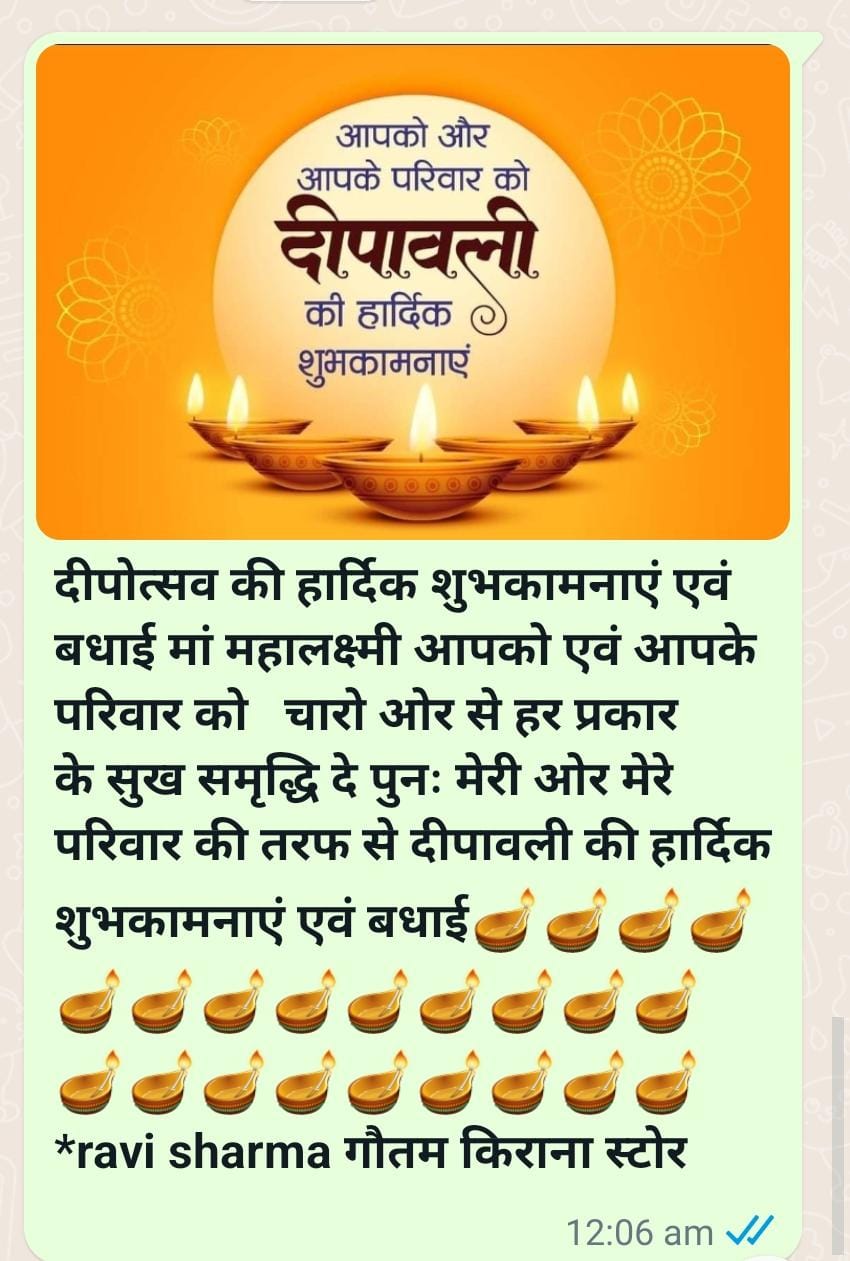 आपको और
आपके परिवार को
दीपावली
की हार्दिक
शुभकामनाएं
दीपोत्सव की हार्दिक शुभकामनाएं एवं
बधाई मां महालक्ष्मी आपको एवं आपके
परिवार को   चारो ओर से हर प्रकार
के सुख समृद्धि दे पुनः मेरी ओर मेरे
परिवार की तरफ से दीपावली की हार्दिक
शुभकामनाएं एवं बधाई🪔🪔🪔🪔
🪔🪔🪔🪔🪔🪔🪔🪔🪔
🪔🪔🪔🪔🪔🪔🪔🪔🪔
*ravi sharma गौतम किराना स्टोर
12:06 am